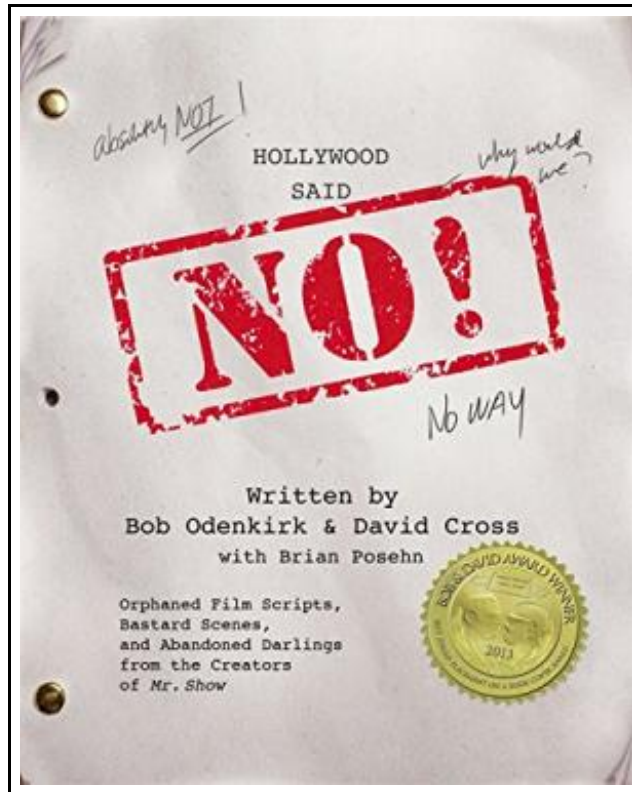 absolutely NOT!
HOLLYWOOD
SAID
why would
we?
NO!
No WAY
Written by
Bob Odenkirk & David Cross
with Brian Posehn
Orphaned Film Scripts,
Bastard Scenes,
and Abandoned Darlings
from the Creators
of Mr. Show
BOB & DAVID AWARD WINNER
2013